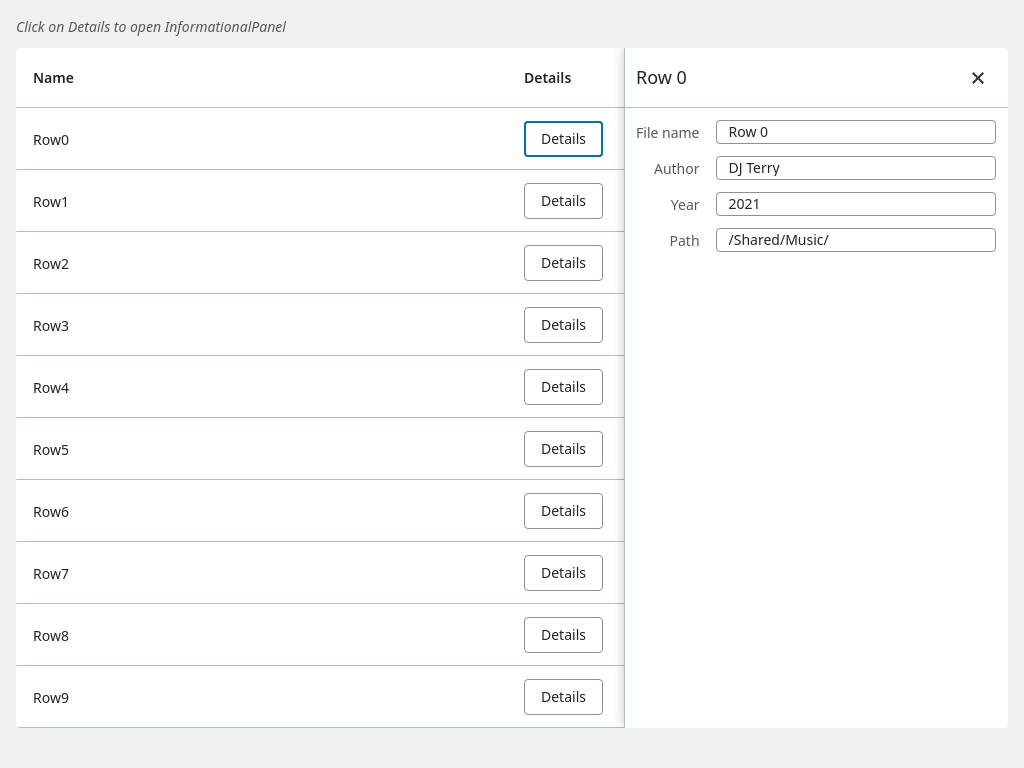 Click on Details to open InformationalPanel
Name Details
Row0 Details
Row1 Details
Row2 Details
Row3 Details
Row4 Details
Row5 Details
Row6 Details
Row7 Details
Row8 Details
Row9 Details
Row 0
File name Row 0
Author DJ Terry
Year 2021
Path /Shared/Music/